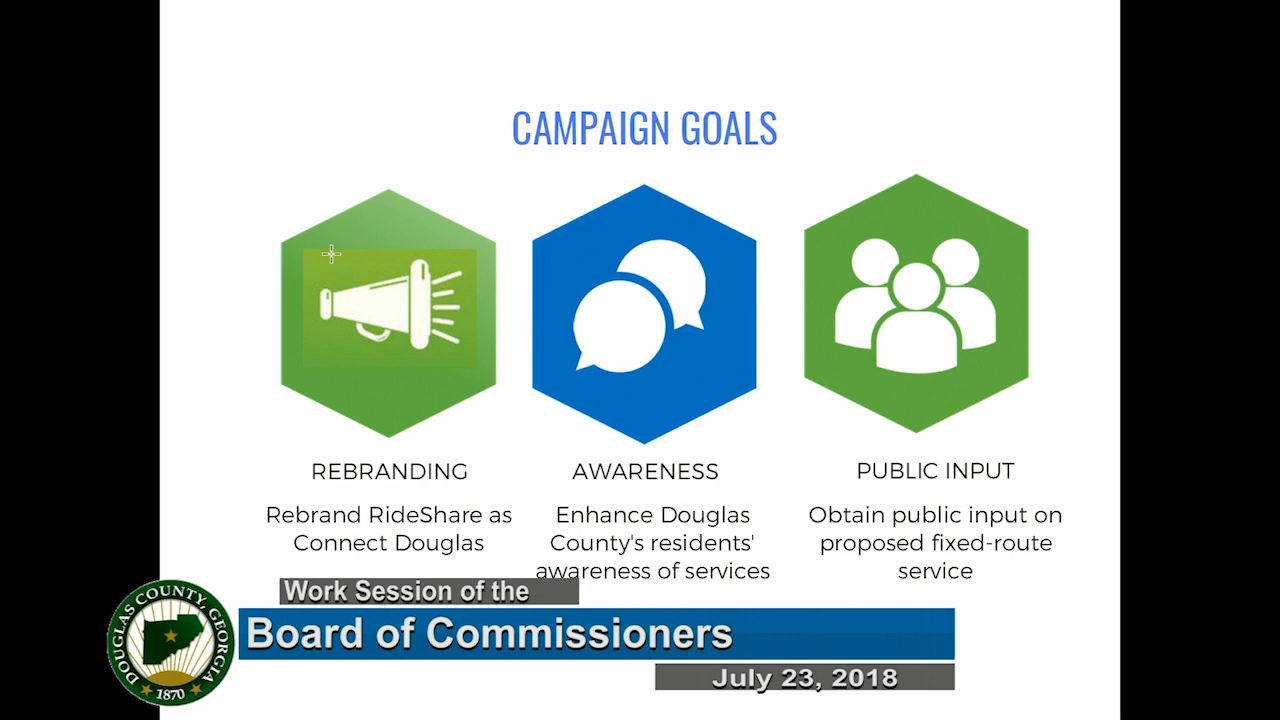 CAMPAIGN GOALS
REBRANDING
Rebrand RideShare as
Connect Douglas
AWARENESS
Enhance Douglas
County's residents'
awareness of services
PUBLIC INPUT
Obtain public input on
proposed fixed-route
service
Work Session of the
Board of Commissioners
July 23, 2018
DOUGLAS COUNTY, GEORGIA
1870